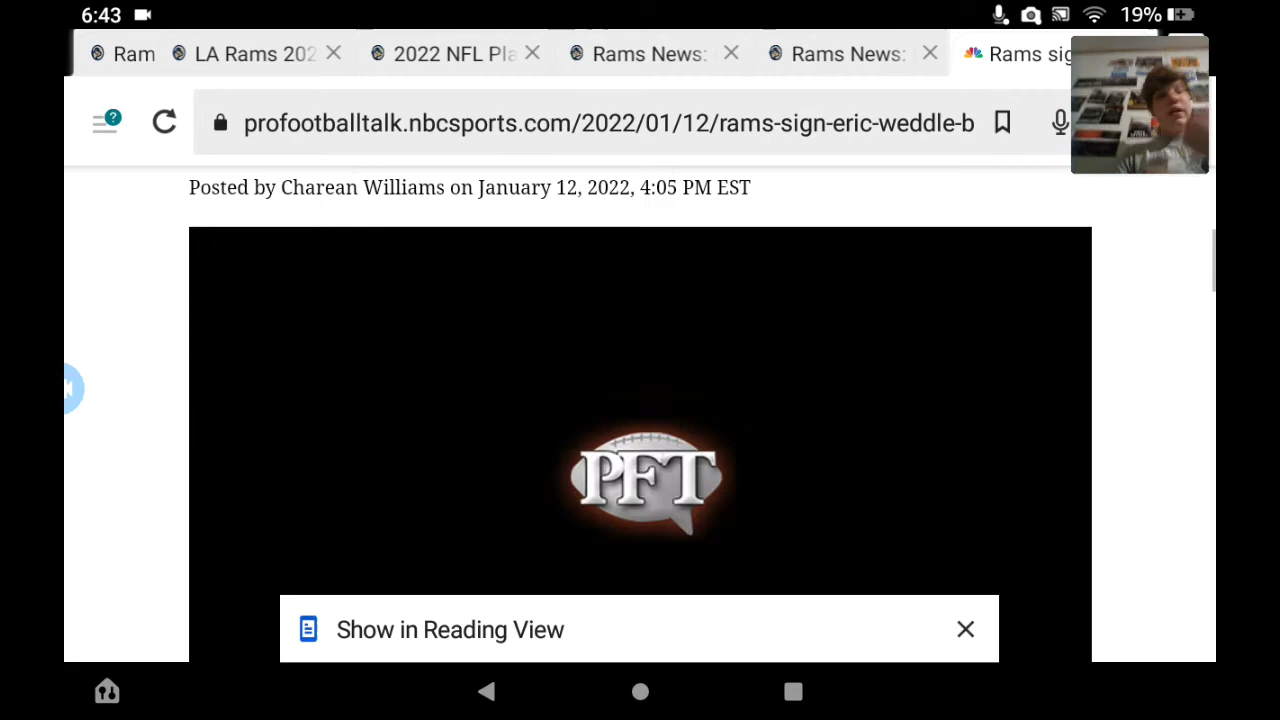 6:43
19%
Ram
LA Rams 202
2022 NFL Pla
Rams News:
Rams News:
Rams sig
?
profootballtalk.nbcsports.com/2022/01/12/rams-sign-eric-weddle-b
Posted by Charean Williams on January 12, 2022, 4:05 PM EST
PFT
Show in Reading View